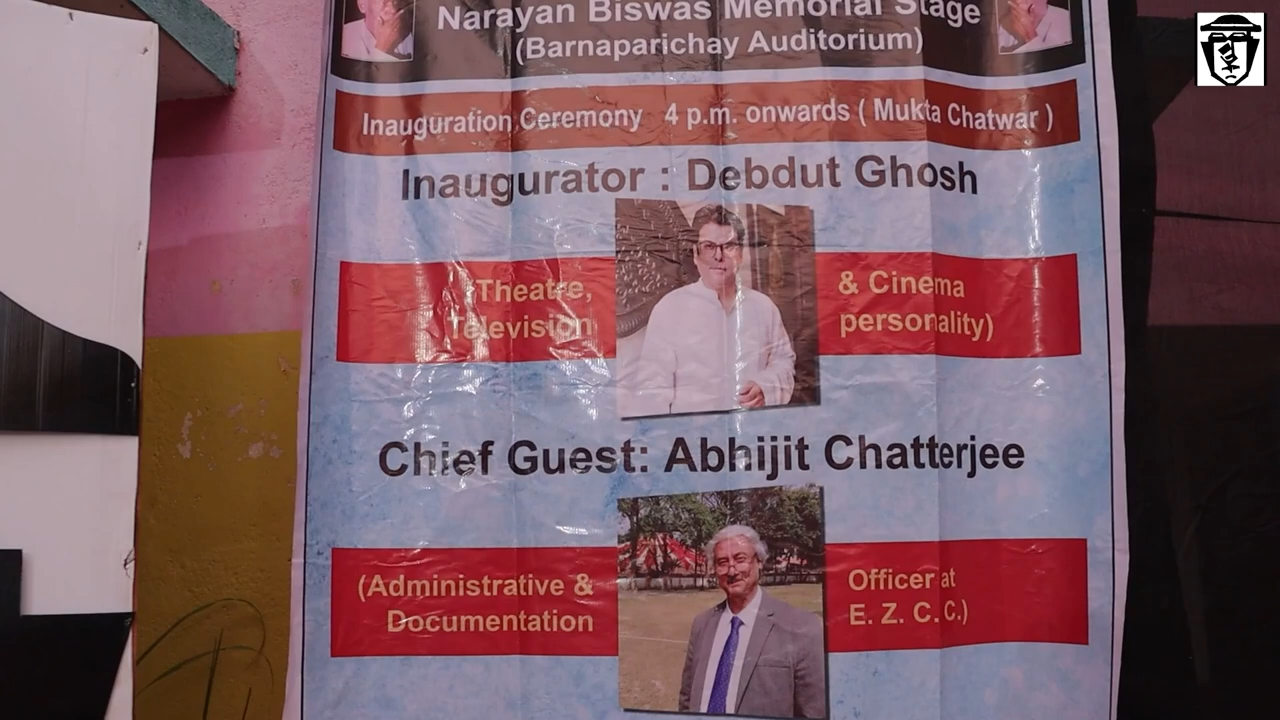 Narayan Biswas Memorial Stage
(Barnaparichay Auditorium)
Inauguration Ceremony 4 p.m. onwards ( Mukta Chatwar )
Inaugurator : Debdut Ghosh
(Theatre,
Television
& Cinema
personality)
Chief Guest: Abhijit Chatterjee
(Administrative &
Documentation
Officer at
E. Z. C. C.)